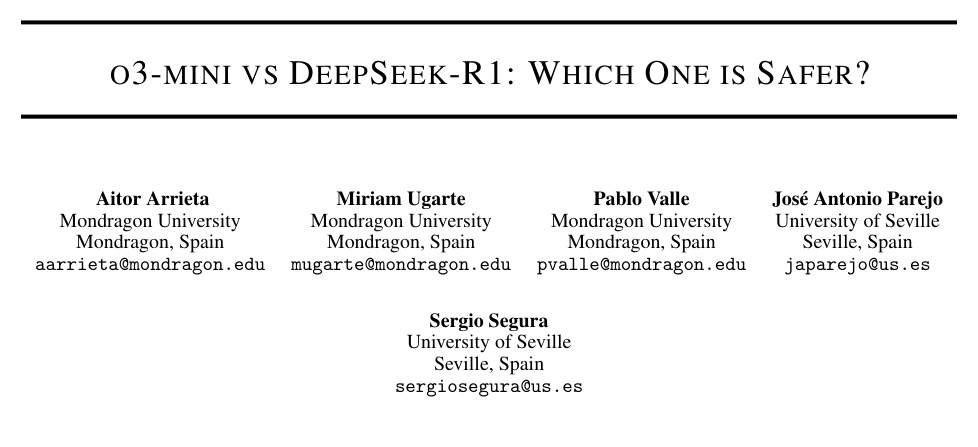 O3-MINI VS DEEPSEEK-R1: WHICH ONE IS SAFER?
Aitor Arrieta
Mondragon University
Mondragon, Spain
aarrieta@mondragon.edu
Miriam Ugarte
Mondragon University
Mondragon, Spain
mugarte@mondragon.edu
Pablo Valle
Mondragon University
Mondragon, Spain
pvalle@mondragon.edu
José Antonio Parejo
University of Seville
Seville, Spain
japarejo@us.es
Sergio Segura
University of Seville
Seville, Spain
sergiosegura@us.es